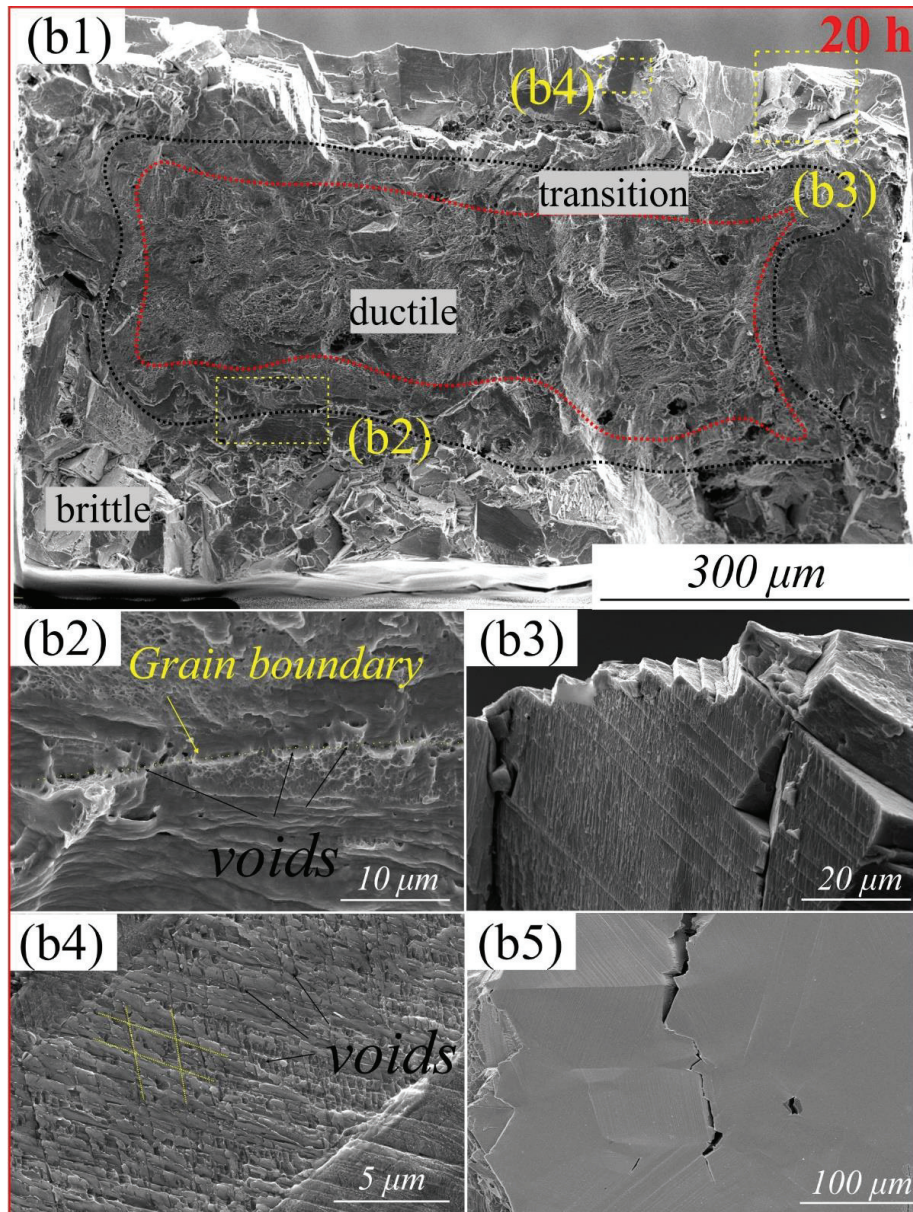 (b1)
20 h
(b4)
transition
(b3)
ductile
(b2)
brittle
300 μm
(b2)
Grain boundary
voids
10 μm
(b3)
20 μm
(b4)
voids
5 μm
(b5)
100 μm